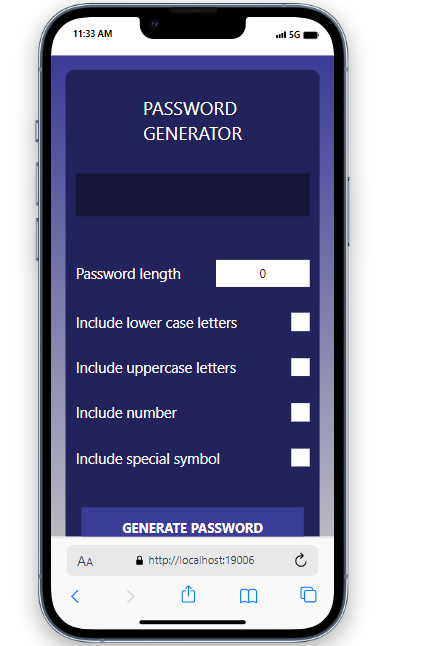 11:33 AM
5G
PASSWORD
GENERATOR
Password length
0
Include lower case letters
Include uppercase letters
Include number
Include special symbol
GENERATE PASSWORD
AA
http://localhost:19006